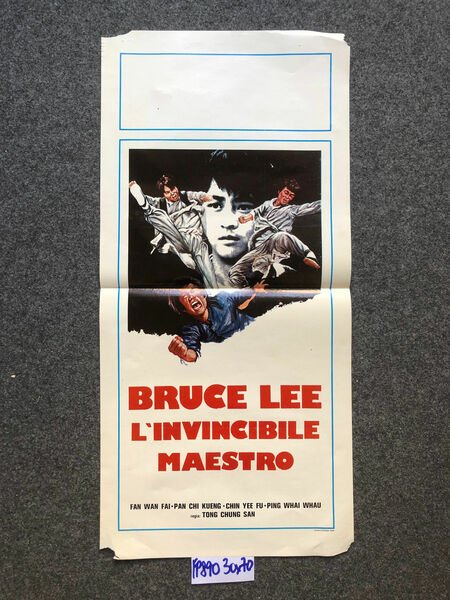 BRUCE LEE
L'INVINCIBILE
MAESTRO
FAN WAN FAI • PAN CHI KUENG • CHIN YEE FU • PING WHAI WHAU
regia: TONG CHUNG SAN
FP890 30x70